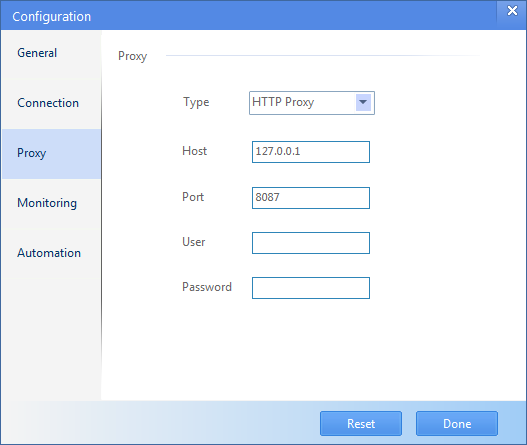 Configuration
General
Proxy
Connection
Type
HTTP Proxy
Proxy
Host
127.0.0.1
Monitoring
Port
8087
Automation
User
Password
Reset
Done